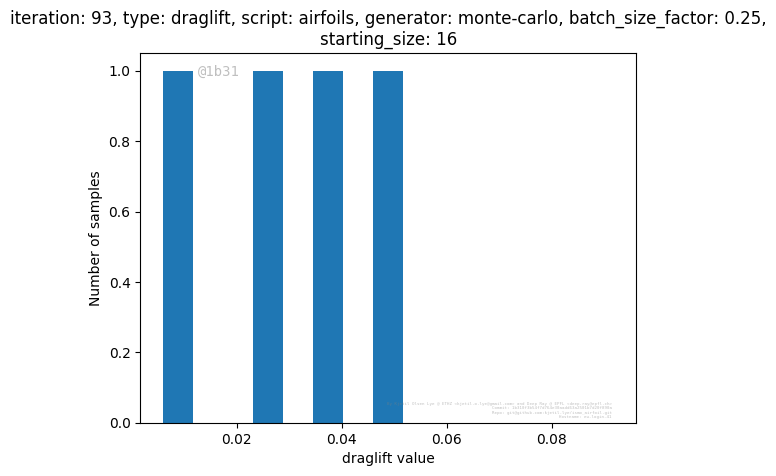 iteration: 93, type: draglift, script: airfoils, generator: monte-carlo, batch_size_factor: 0.25,
starting_size: 16
@1b31
1.0
0.8
0.6
0.4
0.2
0.0
Number of samples
0.02
0.04
0.06
0.08
draglift value